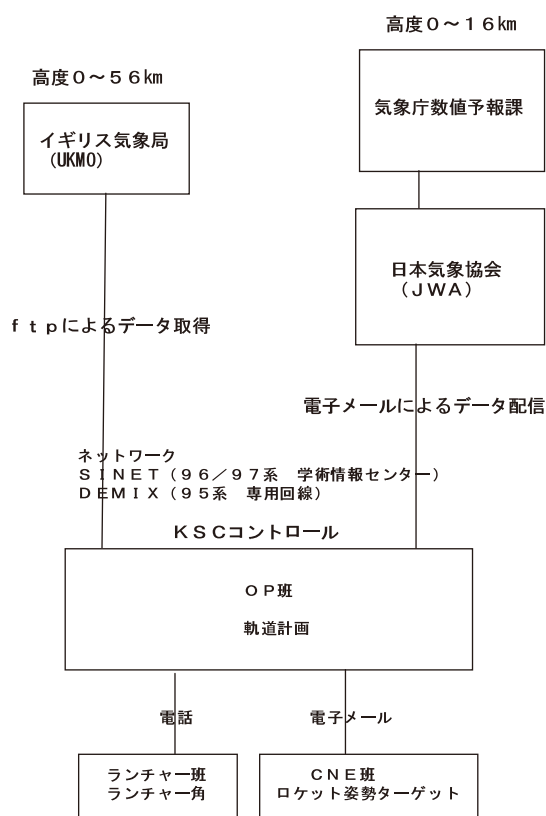 高度０～１６㎞
高度０～５６㎞
気象庁数値予報課
イギリス気象局
（UKMO）
日本気象協会
（ＪＷＡ）
ｆｔｐによるデータ取得
電子メールによるデータ配信
ネットワーク
ＳＩＮＥＴ（９６／９７系　学術情報センター）
ＤＥＭＩＸ（９５系　専用回線）
ＫＳＣコントロール
ＯＰ班
軌道計画
電話
電子メール
ランチャー班
ランチャー角
ＣＮＥ班
ロケット姿勢ターゲット